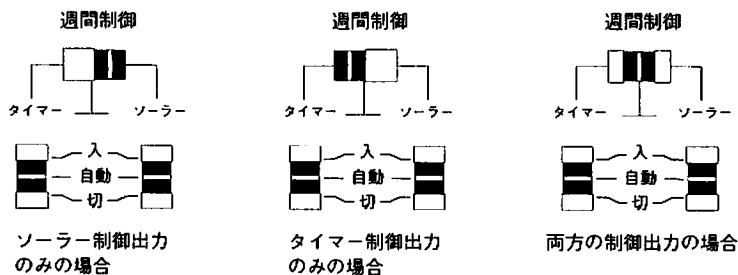 週間制御
週間制御
週間制御
タイマー
ソーラー
タイマー
ソーラー
タイマー
ソーラー
入
自動
切
入
自動
切
入
自動
切
ソーラー制御出力
のみの場合
タイマー制御出力
のみの場合
両方の制御出力の場合